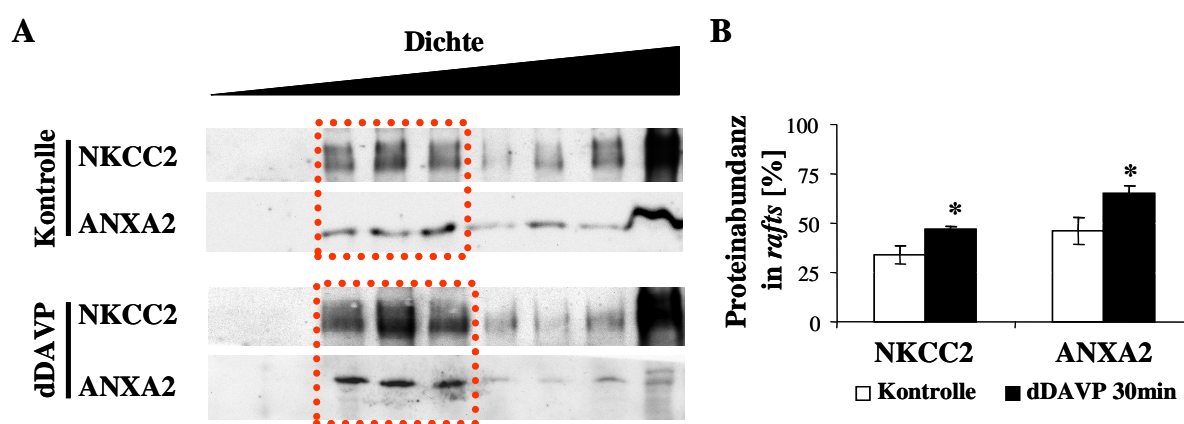 A
Dichte
Kontrolle
NKCC2
ANXA2
dDAVP
NKCC2
ANXA2
B
Proteinabundanz
in rafts [%]
100
75
50
25
0
*
*
NKCC2
ANXA2
Kontrolle
dDAVP 30min